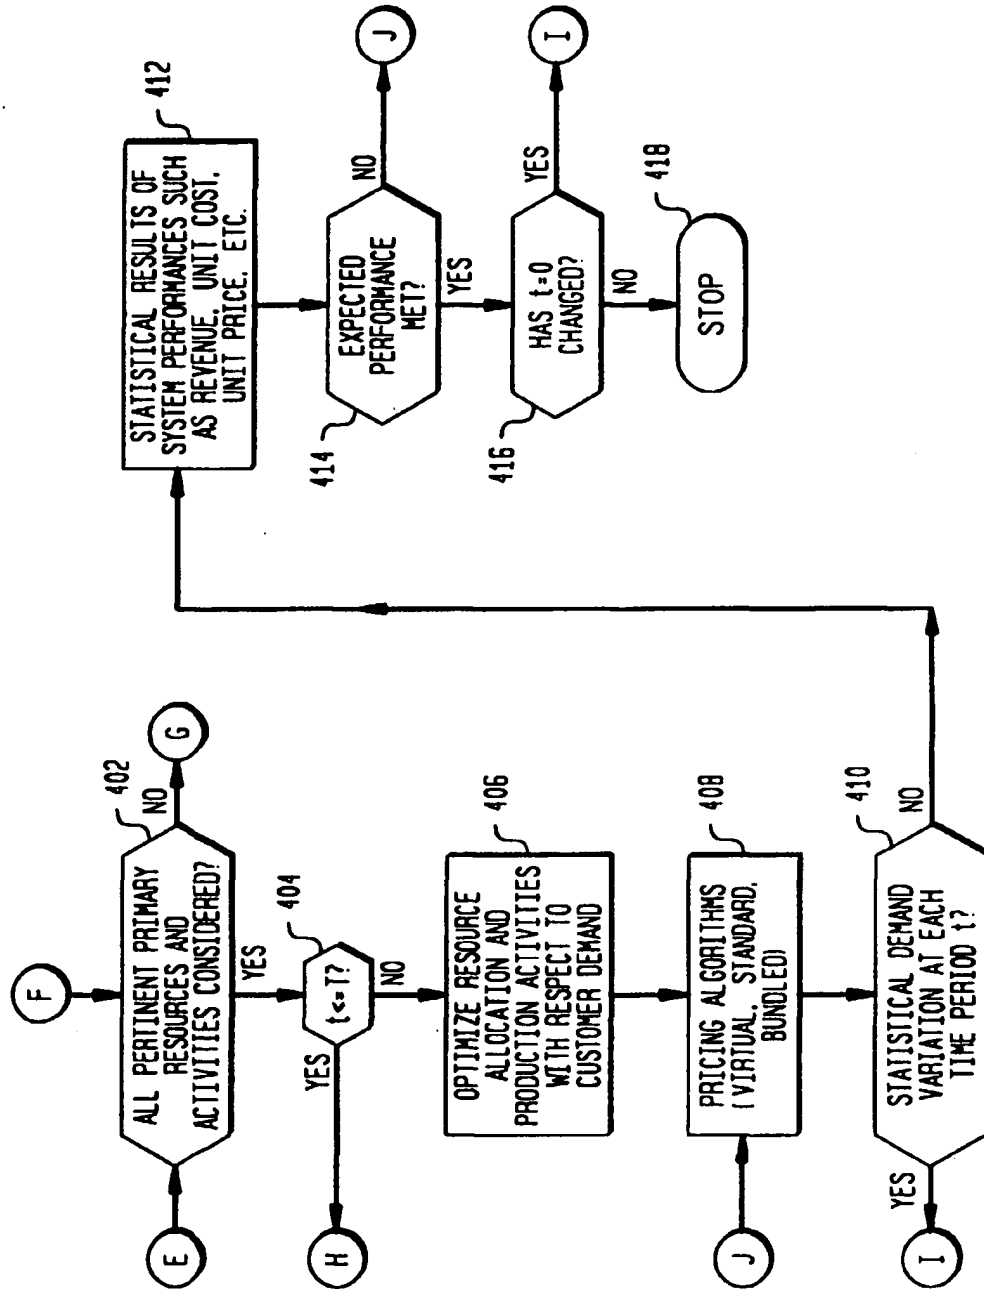 F
E
ALL PERTINENT PRIMARY
RESOURCES AND
ACTIVITIES CONSIDERED?
402
NO
G
YES
404
t<=T?
YES
H
NO
406
OPTIMIZE RESOURCE
ALLOCATION AND
PRODUCTION ACTIVITIES
WITH RESPECT TO
CUSTOMER DEMAND
408
J
PRICING ALGORITHMS
(VIRTUAL, STANDARD,
BUNDLED)
410
STATISTICAL DEMAND
VARIATION AT EACH
TIME PERIOD t?
YES
I
NO
412
STATISTICAL RESULTS OF
SYSTEM PERFORMANCES SUCH
AS REVENUE, UNIT COST,
UNIT PRICE, ETC.
414
EXPECTED
PERFORMANCE
MET?
NO
J
YES
416
HAS t=0
CHANGED?
YES
I
NO
418
STOP